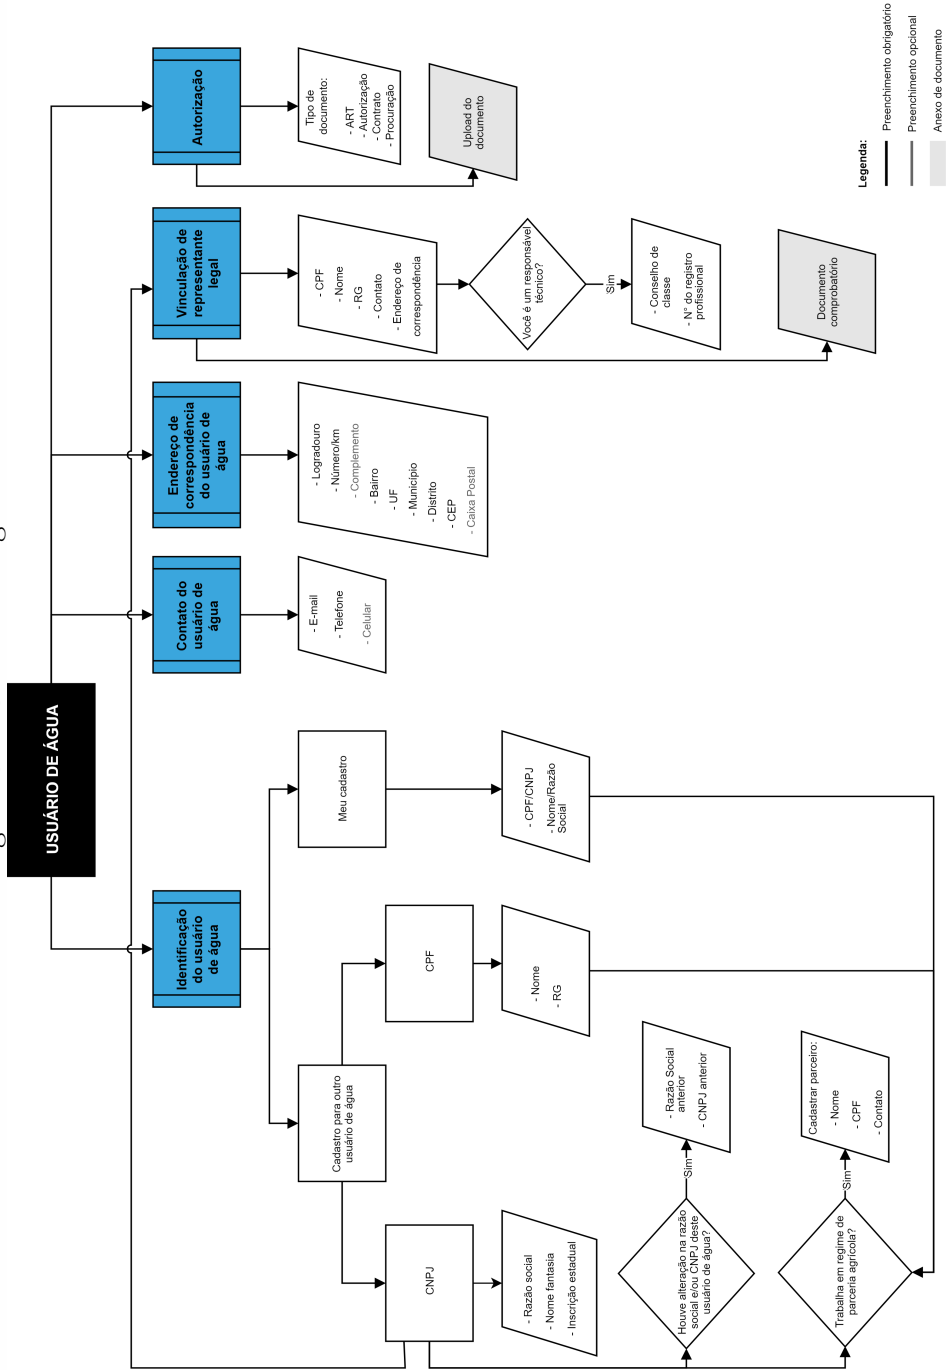 USUÁRIO DE ÁGUA
Identificação
do usuário
de água
Contato do
usuário de
água
Endereço de
correspondência
do usuário de
água
Vinculação de
representante
legal
Autorização
Cadastro para outro
usuário de água
Meu cadastro
- E-mail
- Telefone
- Celular
- Logradouro
- Número/km
- Complemento
- Bairro
- UF
- Município
- Distrito
- CEP
- Caixa Postal
- CPF
- Nome
- RG
- Contato
- Endereço de
correspondência
Tipo de
documento:
- ART
- Autorização
- Contrato
- Procuração
CNPJ
CPF
Upload do
documento
- Razão social
- Nome fantasia
- Inscrição estadual
- Nome
- RG
- CPF/CNPJ
- Nome/Razão
Social
Você é um responsável
técnico?
Sim
Houve alteração na razão
social e/ou CNPJ deste
usuário de água?
Sim
- Razão Social
anterior
- CNPJ anterior
- Conselho de
classe
- N° do registro
profissional
Trabalha em regime de
parceria agrícola?
Sim
Cadastrar parceiro:
- Nome
- CPF
- Contato
Documento
comprobatório
Legenda:
Preenchimento obrigatório
Preenchimento opcional
Anexo de documento